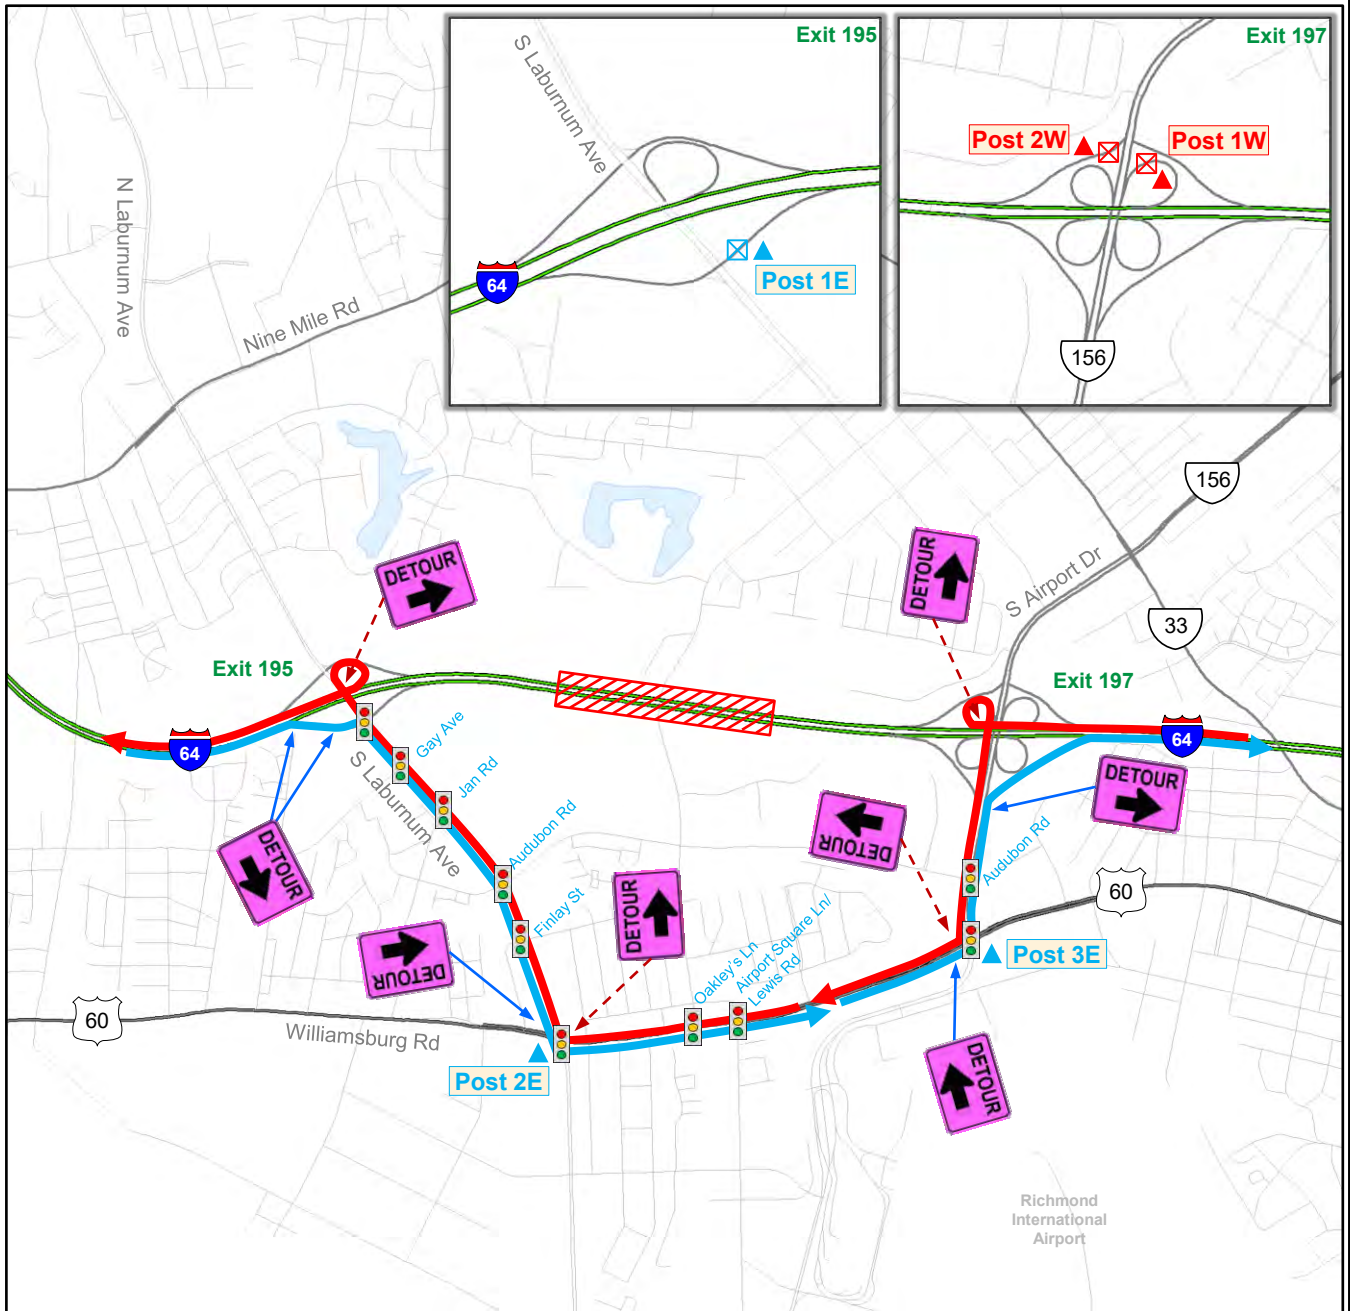 Exit 195
S Laburnum Ave
64
Post 1E
Exit 197
Post 2W
Post 1W
156
N Laburnum Ave
Nine Mile Rd
156
S Airport Dr
33
DETOUR
DETOUR
Exit 195
Exit 197
64
64
Gay Ave
Jan Rd
S Laburnum Ave
DETOUR
DETOUR
DETOUR
Audubon Rd
Audubon Rd
Finlay St
60
DETOUR
DETOUR
Oakley's Ln
Airport Square Ln/
Lewis Rd
Post 3E
60
Williamsburg Rd
Post 2E
DETOUR
Richmond
International
Airport